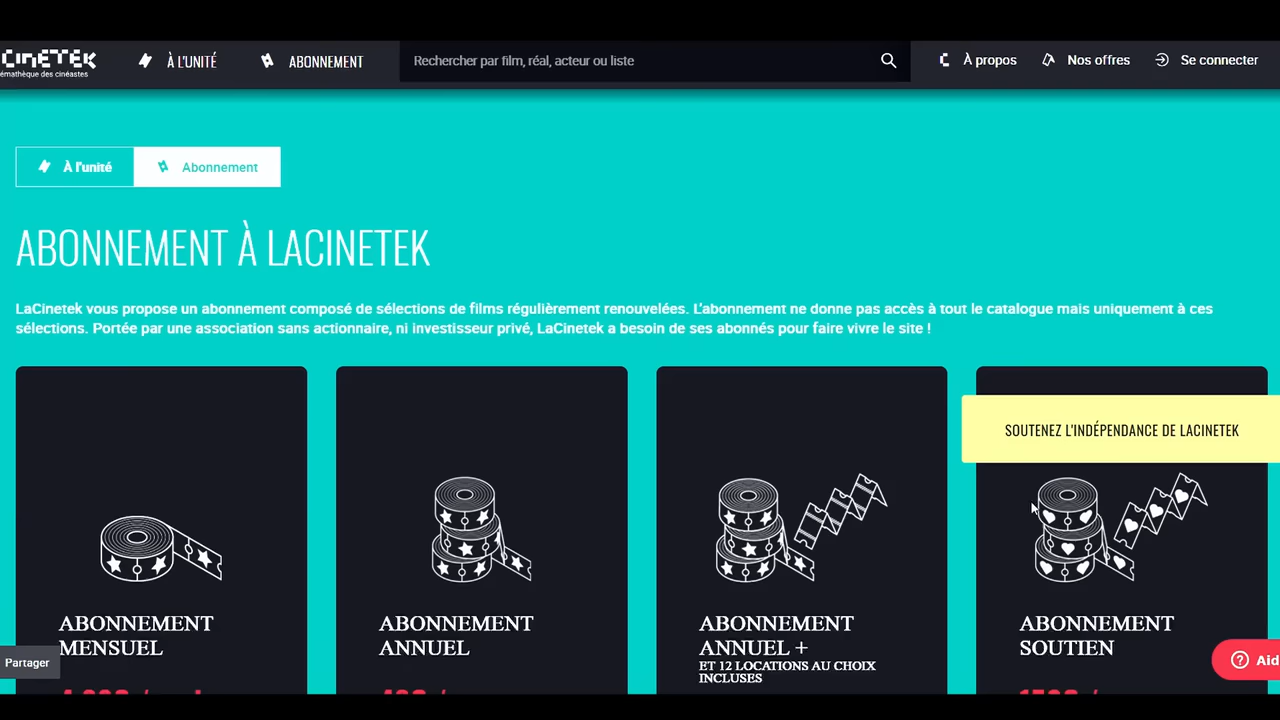 CINETEK
émathèque des cinéastes
À L'UNITÉ
ABONNEMENT
Rechercher par film, réal, acteur ou liste
À propos
Nos offres
Se connecter
À l'unité
Abonnement
ABONNEMENT À LACINETEK
LaCinetek vous propose un abonnement composé de sélections de films régulièrement renouvelées. L'abonnement ne donne pas accès à tout le catalogue mais uniquement à ces
sélections. Portée par une association sans actionnaire, ni investisseur privé, LaCinetek a besoin de ses abonnés pour faire vivre le site !
SOUTENEZ L'INDÉPENDANCE DE LACINETEK
ABONNEMENT
MENSUEL
ABONNEMENT
ANNUEL
ABONNEMENT
ANNUEL +
ET 12 LOCATIONS AU CHOIX
INCLUSES
ABONNEMENT
SOUTIEN
Partager
Aid